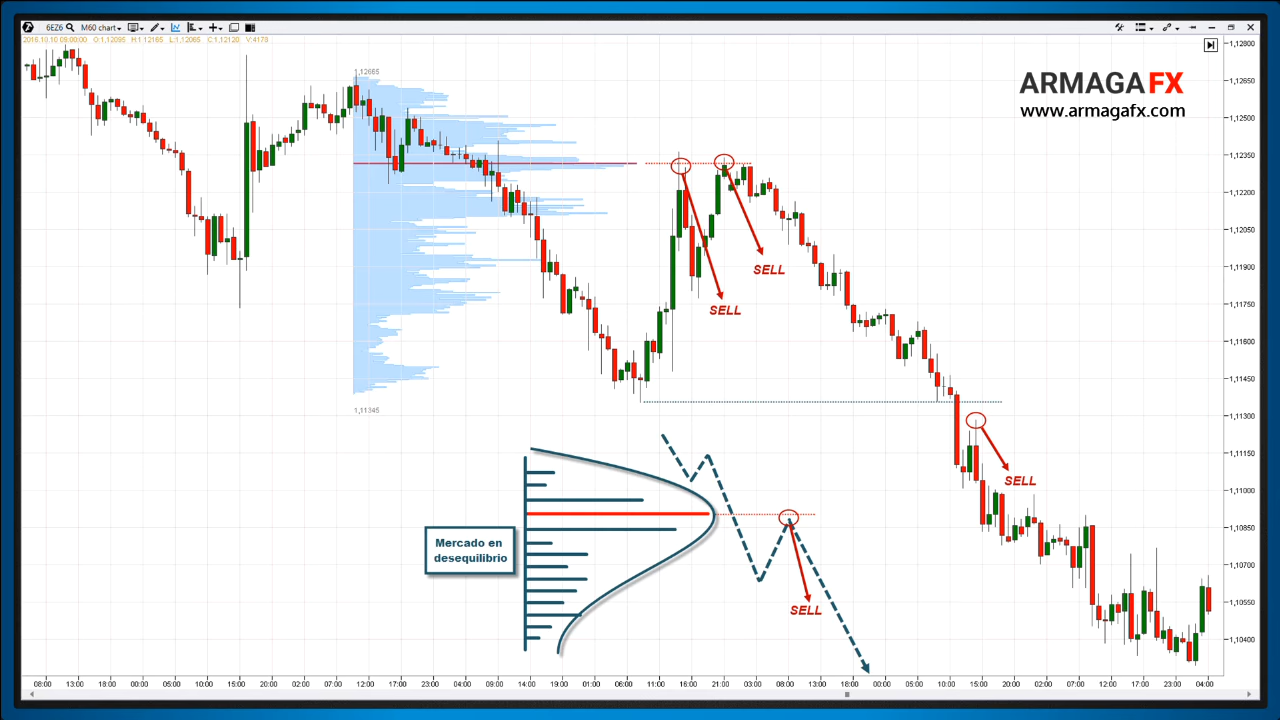 6EZ6 M60 chart
2016.10.10 09:00:00 O:1,12095 H:1,12165 L:1,12065 C:1,12120 V:4178
1,12800
1,12665
1,12650
ARMAGAFX
www.armagafx.com
1,12500
1,12350
1,12200
1,12050
SELL
1,11900
SELL
1,11750
1,11600
1,11450
1,11345
1,11300
1,11150
SELL
1,11000
1,10850
Mercado en
desequilibrio
1,10700
SELL
1,10550
1,10400
08:00 13:00 18:00 00:00 05:00 10:00 15:00 20:00 02:00 07:00 12:00 17:00 23:00 04:00 09:00 14:00 19:00 01:00 06:00 11:00 16:00 21:00 03:00 08:00 13:00 18:00 00:00 05:00 10:00 15:00 20:00 02:00 07:00 12:00 17:00 23:00 04:00